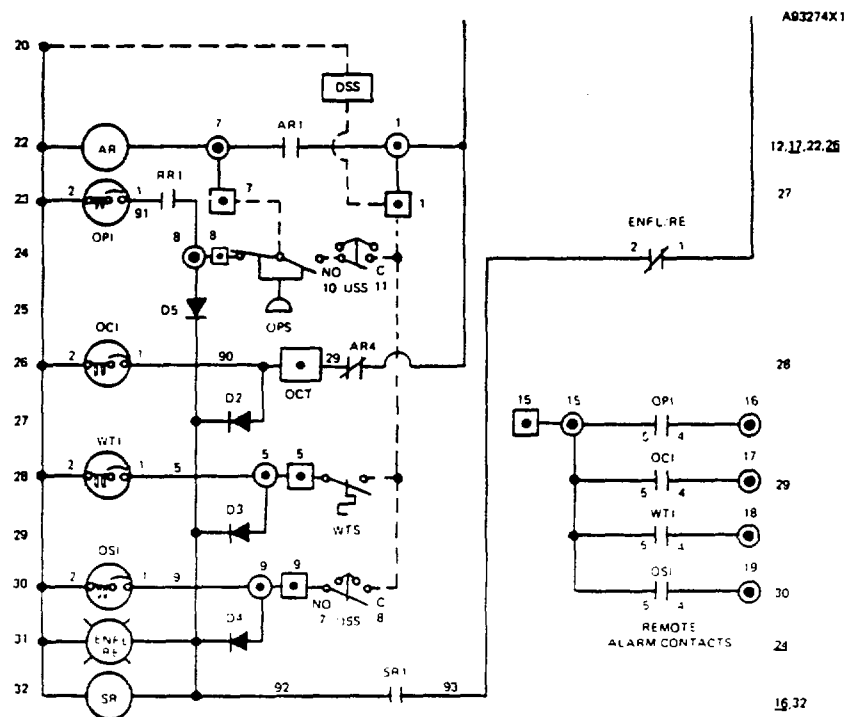 A93274X1
20
DSS
22 AR 7 AR1 1 12,17,22,26
23 2 1 91 RR1 7 1 27
OPI
ENFLRE
24 8 8 NO 10 USS C 11 2 1
25 D5 OPS
OCI
26 2 1 90 OCT 29 AR4 28
27 D2 15 15 OPI 5 4 16
WTI
28 2 1 5 5 5 WTS OCI 5 4 17 29
29 D3 WTI 5 4 18
OSI
30 2 1 9 9 9 NO 7 USS C 8 OSI 5 4 19 30
31 ENFL RE D4 REMOTE ALARM CONTACTS 24
32 SR 92 SR1 93 16,32